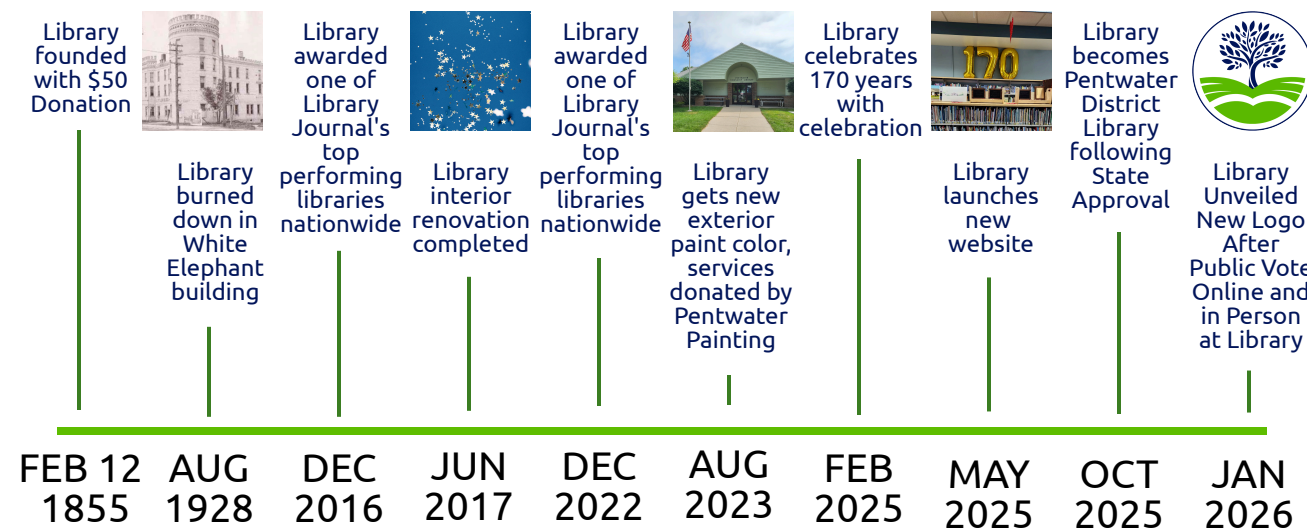 Library
founded
with $50
Donation
Library
burned
down in
White
Elephant
building
Library
awarded
one of
Library
Journal's
top
performing
libraries
nationwide
Library
interior
renovation
completed
Library
awarded
one of
Library
Journal's
top
performing
libraries
nationwide
Library
gets new
exterior
paint color,
services
donated by
Pentwater
Painting
Library
celebrates
170 years
with
celebration
170
Library
launches
new
website
Library
becomes
Pentwater
District
Library
following
State
Approval
Library
Unveiled
New Logo
After
Public Vote
Online and
in Person
at Library
FEB 12
1855
AUG
1928
DEC
2016
JUN
2017
DEC
2022
AUG
2023
FEB
2025
MAY
2025
OCT
2025
JAN
2026